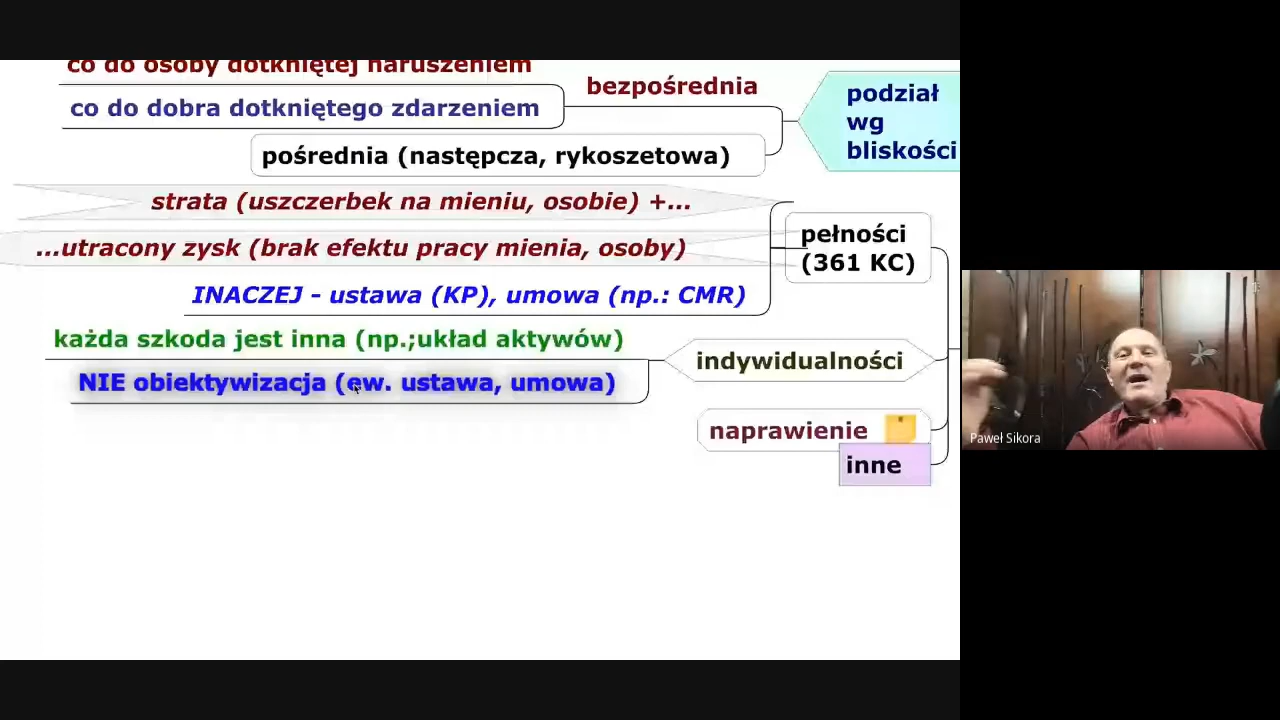 co do osoby dotkniętej naruszeniem
bezpośrednia
co do dobra dotkniętego zdarzeniem
pośrednia (następcza, rykoszetowa)
podział
wg
bliskości
strata (uszczerbek na mieniu, osobie) +...
...utracony zysk (brak efektu pracy mienia, osoby)
INACZEJ - ustawa (KP), umowa (np.: CMR)
pełności
(361 KC)
każda szkoda jest inna (np.;układ aktywów)
NIE obiektywizacja (ew. ustawa, umowa)
indywidualności
naprawienie
inne
Paweł Sikora